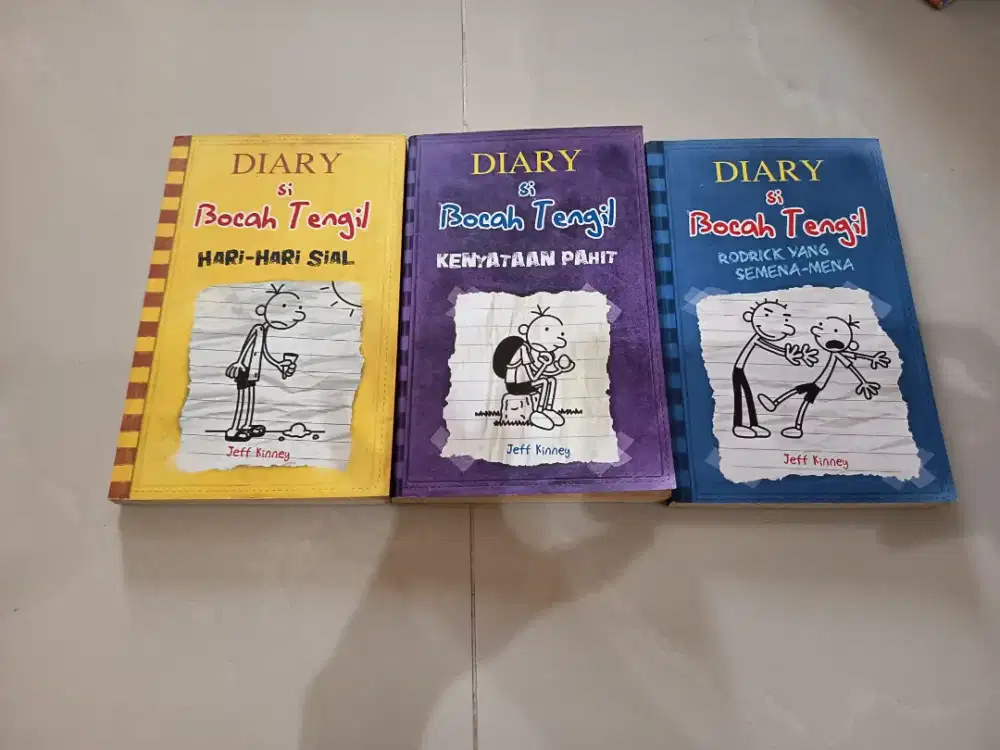 DIARY
si
Bocah Tengil
HARI-HARI SIAL
Jeff Kinney
DIARY
si
Bocah Tengil
KENYATAAN PAHIT
Jeff Kinney
DIARY
si
Bocah Tengil
RODRICK YANG
SEMENA-MENA
Jeff Kinney